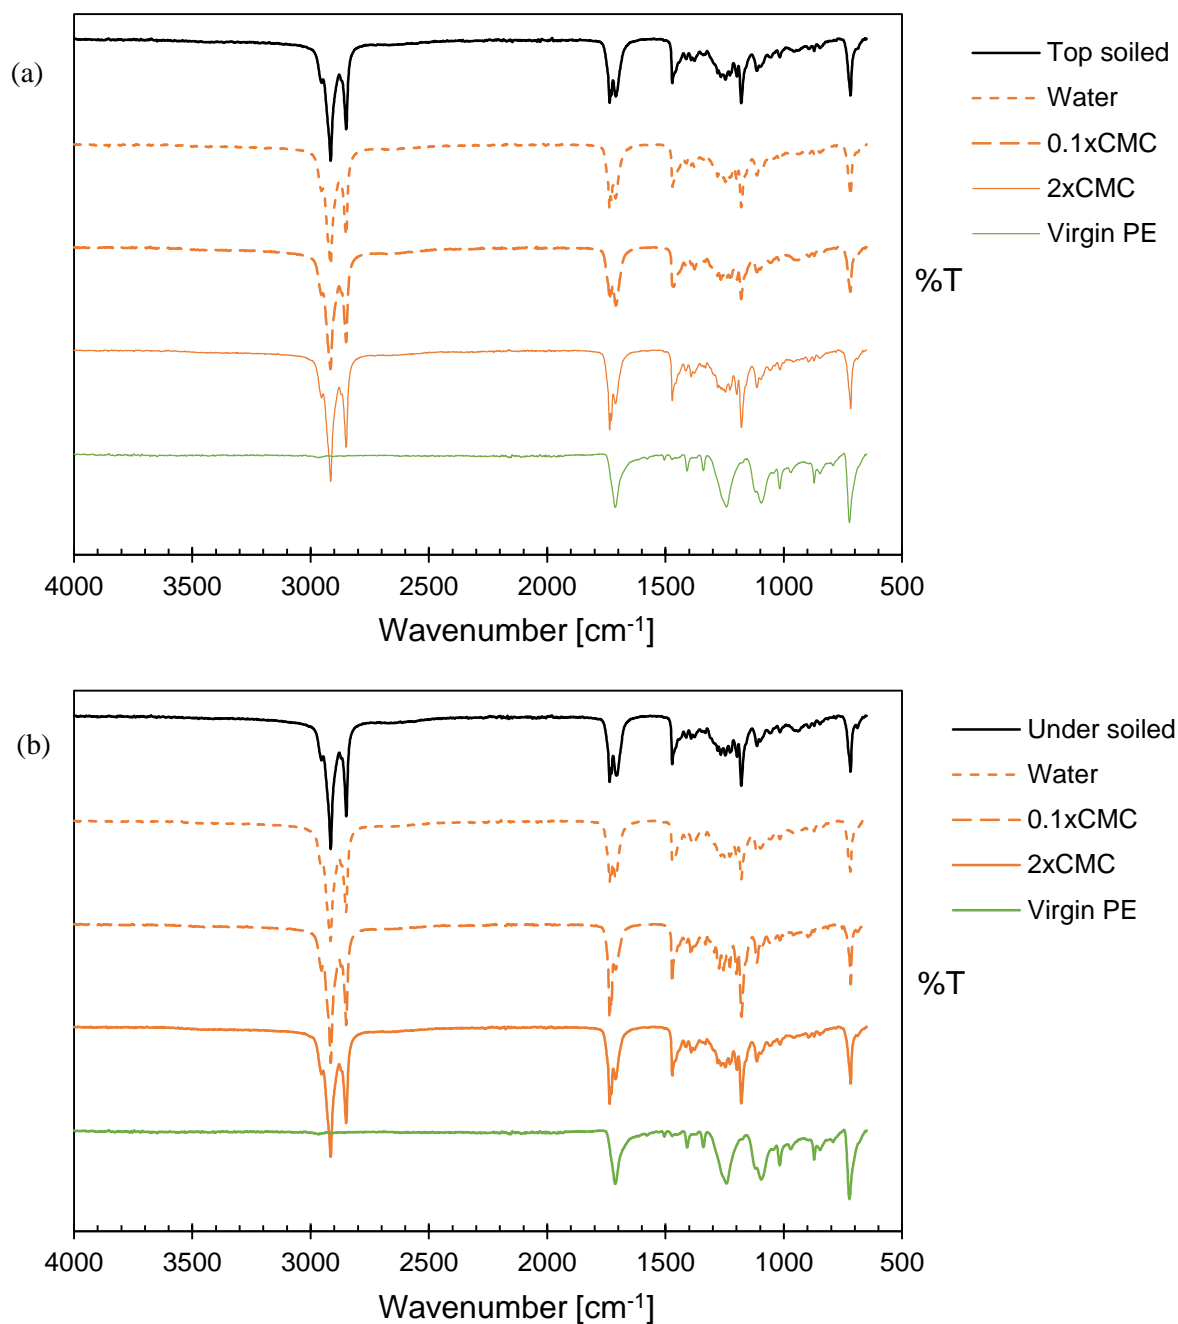 (a)
Top soiled
Water
0.1xCMC
2xCMC
Virgin PE
%T
4000 3500 3000 2500 2000 1500 1000 500
Wavenumber [cm-1]
(b)
Under soiled
Water
0.1xCMC
2xCMC
Virgin PE
%T
4000 3500 3000 2500 2000 1500 1000 500
Wavenumber [cm-1]